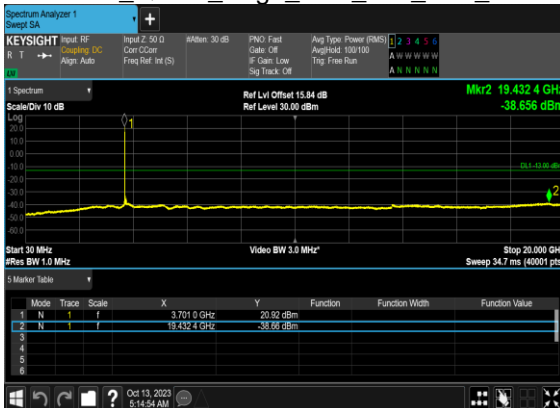 Spectrum Analyzer 1
Swept SA
KEYSIGHT
R T
Input: RF
Coupling: DC
Align: Auto
Input Z: 50 Ω
Corr CCorr
Freq Ref: Int (S)
#Atten: 30 dB
PNO: Fast
Gate: Off
IF Gain: Low
Sig Track: Off
Avg Type: Power (RMS)
Avg|Hold: 100/100
Trig: Free Run
1 2 3 4 5 6
A W W W W W
A N N N N N
1 Spectrum
Scale/Div 10 dB
Ref Lvl Offset 15.84 dB
Ref Level 30.00 dBm
Mkr2 19.432 4 GHz
-38.656 dBm
Log
20.0
10.0
0.00
-10.0
-20.0
-30.0
-40.0
-50.0
-60.0
1
DL1 -13.00 dBm
2
Start 30 MHz
#Res BW 1.0 MHz
Video BW 3.0 MHz*
Stop 20.000 GHz
Sweep 34.7 ms (40001 pts)
5 Marker Table
Mode Trace Scale X Y Function Function Width Function Value
1 N 1 f 3.701 0 GHz 20.92 dBm
2 N 1 f 19.432 4 GHz -38.66 dBm
3
4
5
6
?
Oct 13, 2023
5:14:54 AM